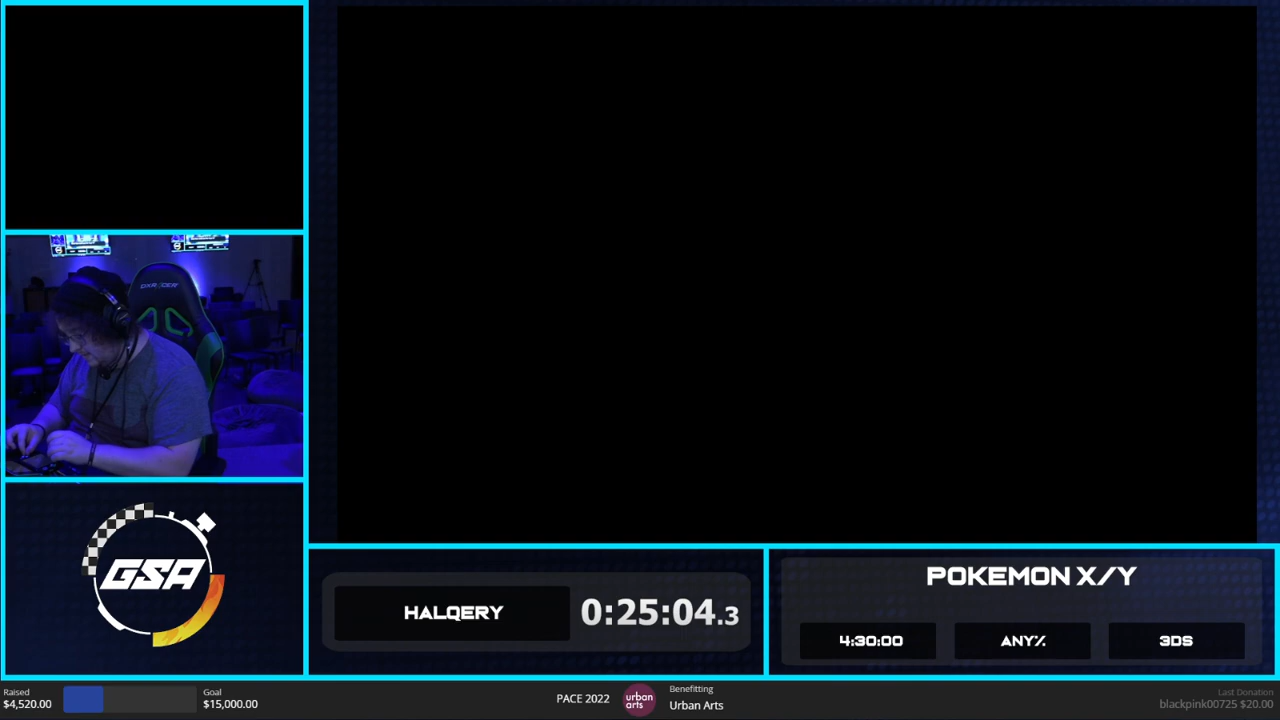 DXRACER
GSA
HALQERY
0:25:04.3
POKEMON X/Y
4:30:00
ANY%
3DS
Raised
$4,520.00
Goal
$15,000.00
PACE 2022
urban
arts
Benefitting
Urban Arts
Last Donation
blackpink00725 $20.00